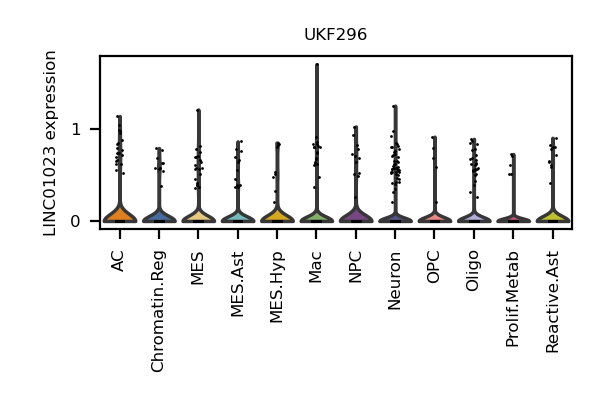 UKF296
LINC01023 expression
1
0
AC
Chromatin.Reg
MES
MES.Ast
MES.Hyp
Mac
NPC
Neuron
OPC
Oligo
Prolif.Metab
Reactive.Ast